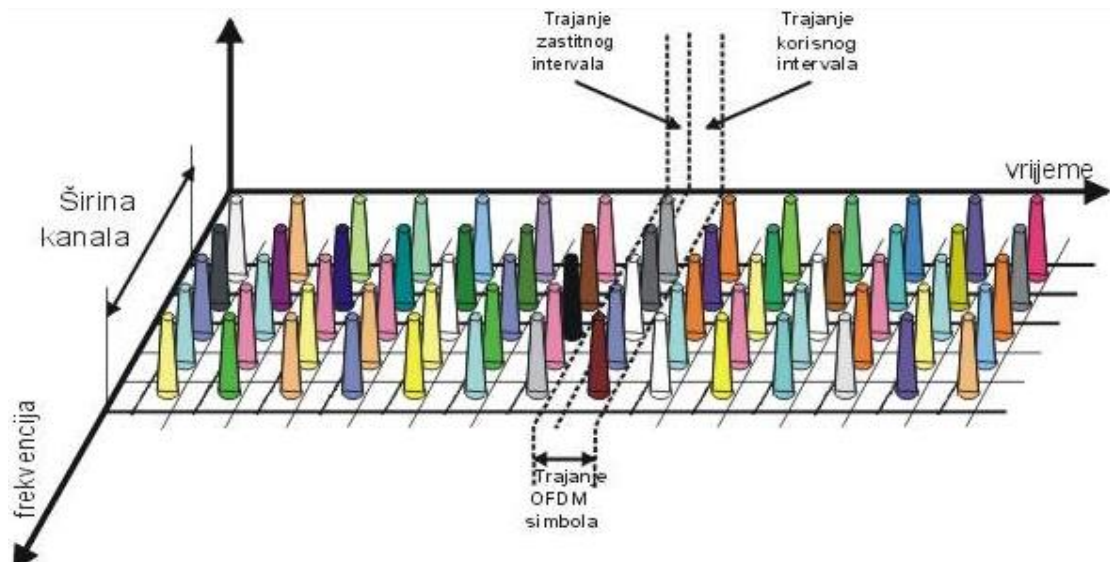 Trajanje
zastitnog
intervala
Trajanje
korisnog
intervala
vrijeme
Širina
kanala
frekvencija
Trajanje
OFDM
simbola